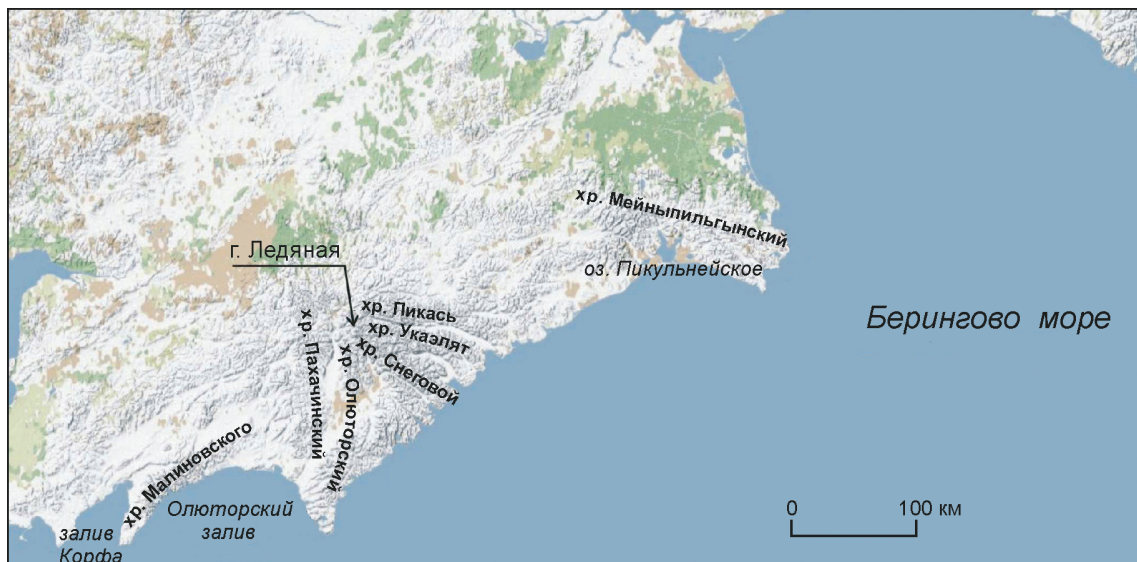 хр. Мейныпильгынский
г. Ледяная
оз. Пикульнейское
хр. Пикась
Берингово море
хр. Укаэлят
хр. Снеговой
хр. Пахачинский
хр. Олюторский
хр. Малиновского
Олюторский
залив
залив
Корфа
0 100 км